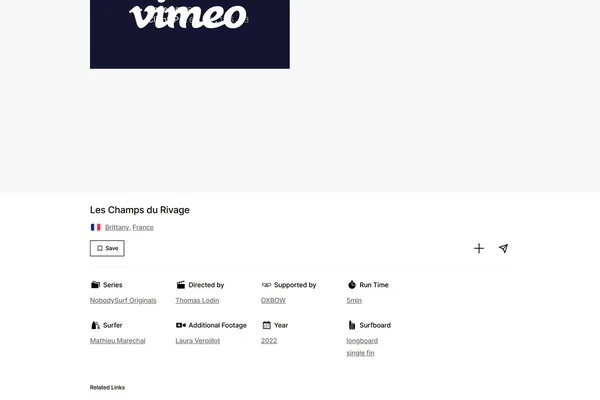 vimeo
Les Champs du Rivage
Brittany, France
Save
Series
Directed by
Supported by
Run Time
NobodySurf Originals
Thomas Lodin
OXBOW
5min
Surfer
Additional Footage
Year
Surfboard
Mathieu Marechal
Laura Verpillot
2022
longboard
single fin
Related Links